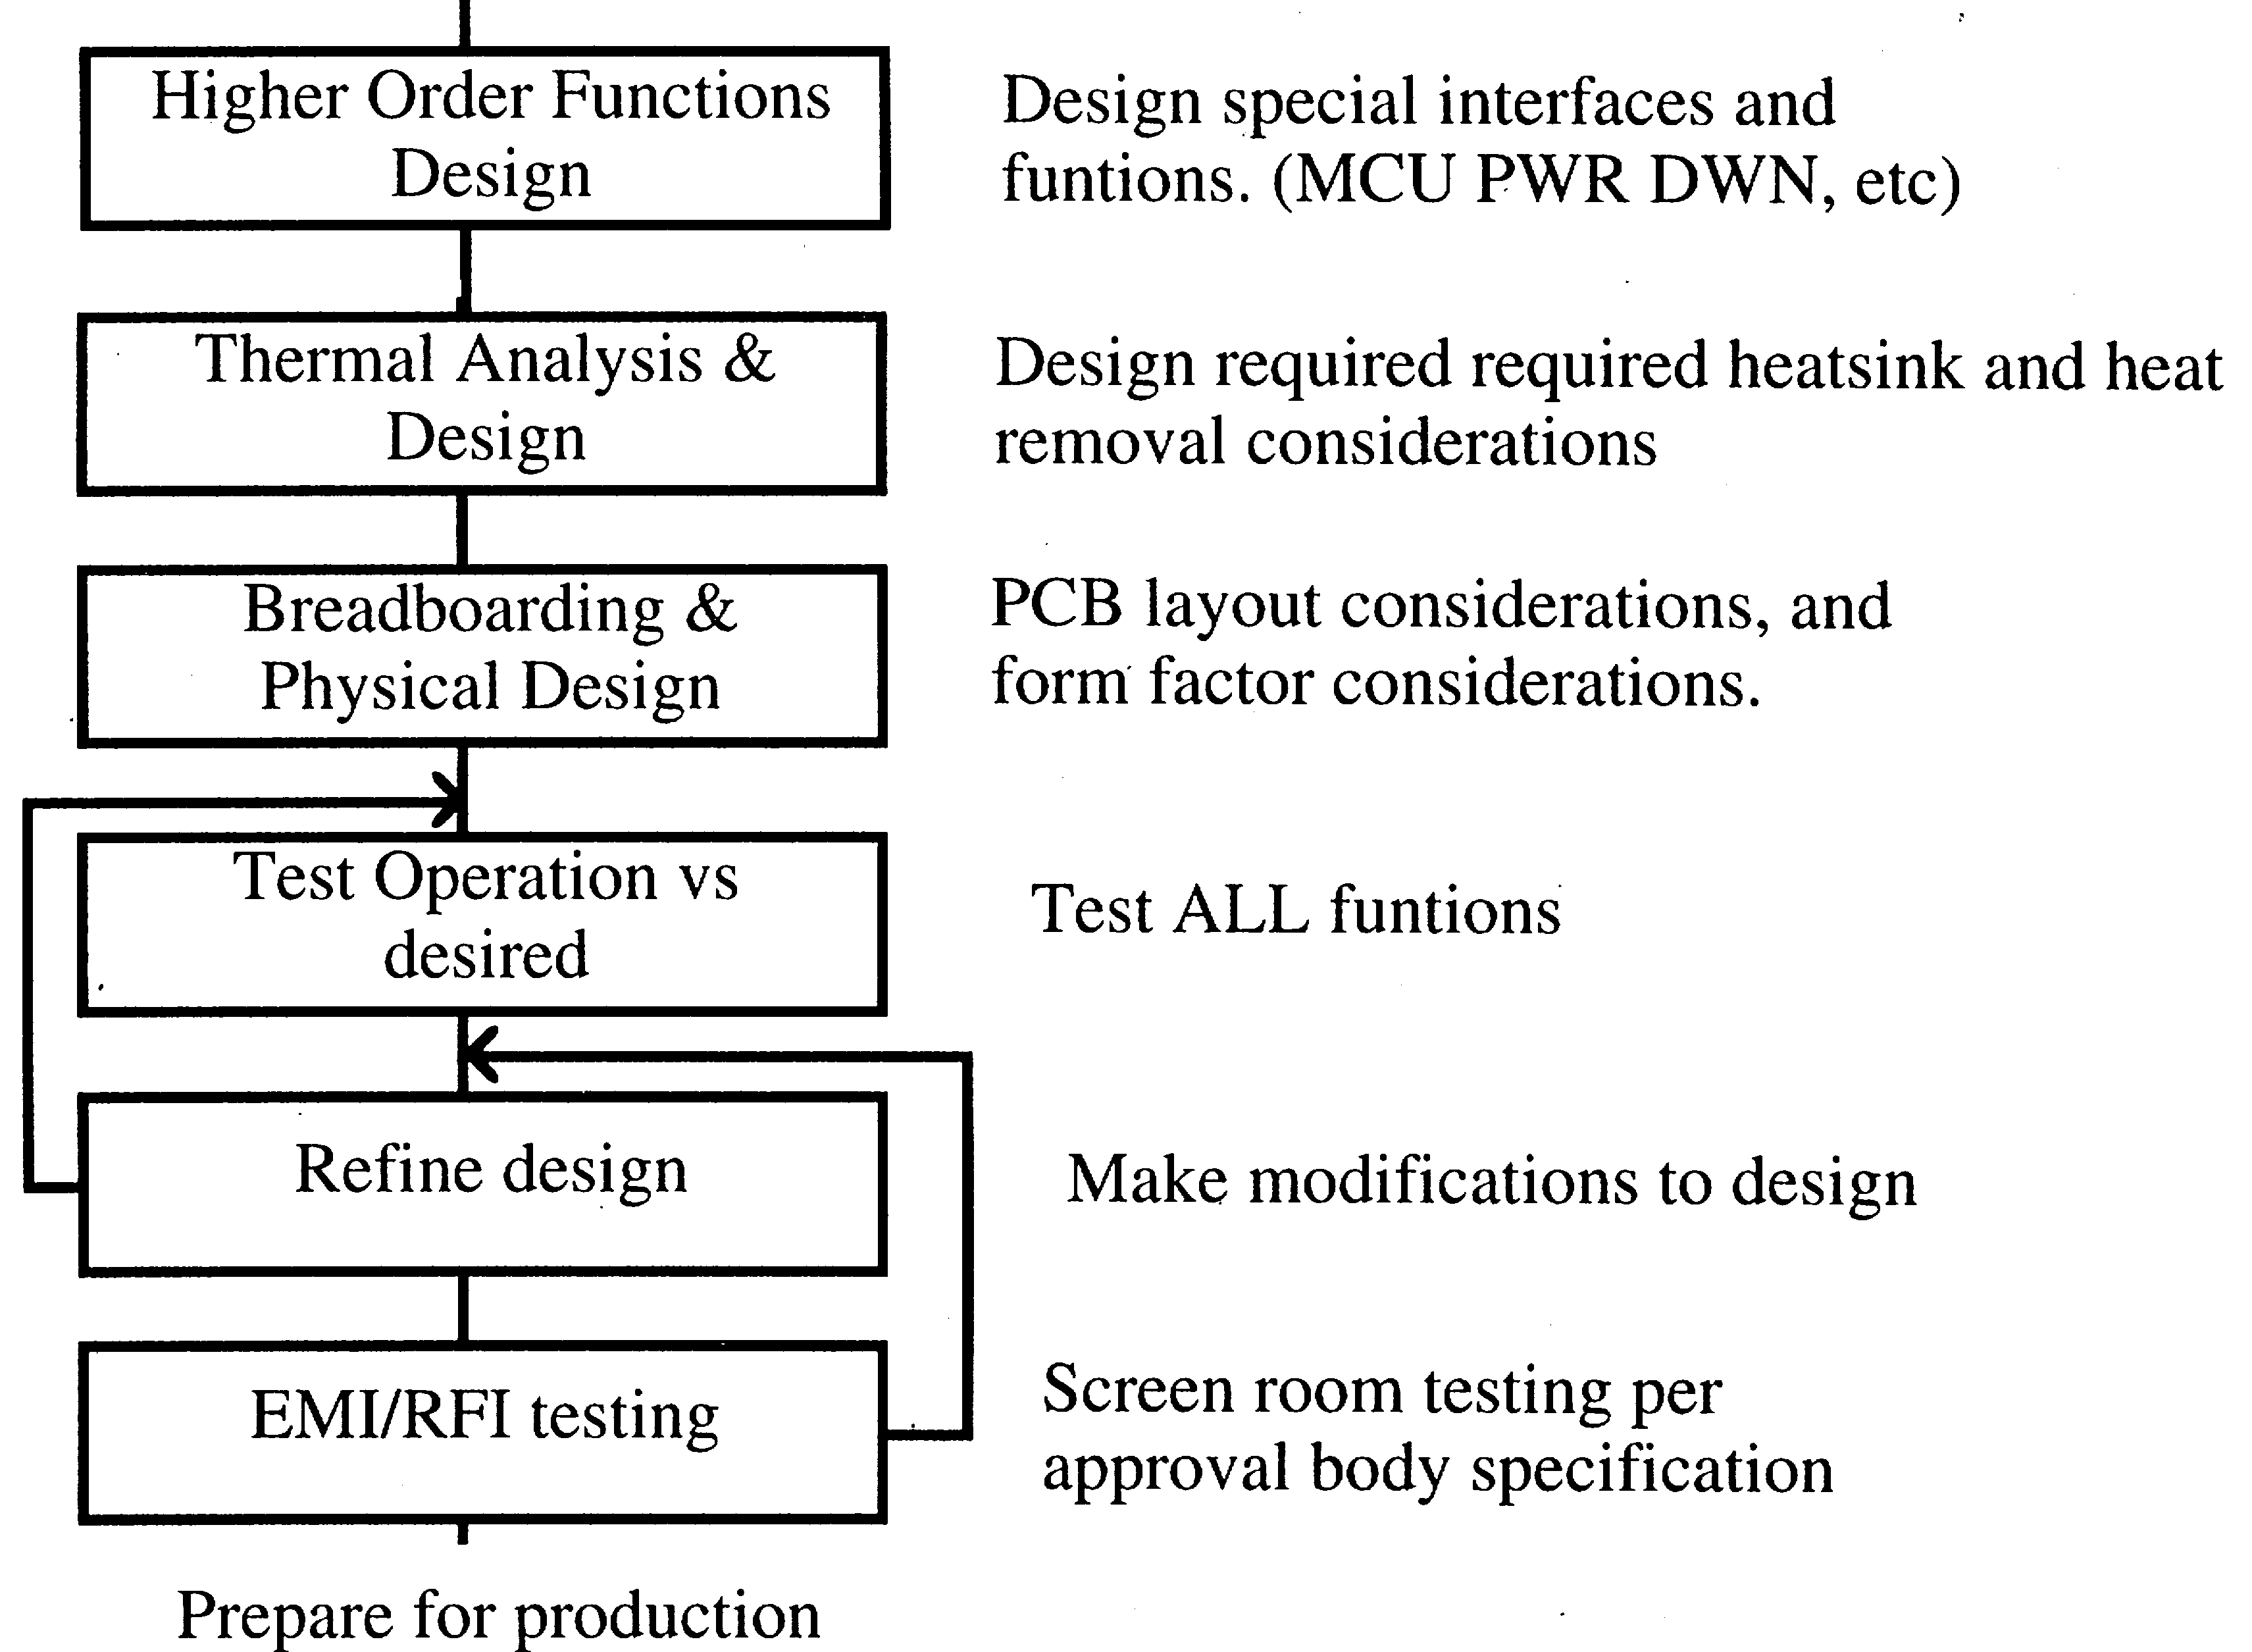 Higher Order Functions
Design
Design special interfaces and
funtions. (MCU PWR DWN, etc)
Thermal Analysis &
Design
Design required required heatsink and heat
removal considerations
Breadboarding &
Physical Design
PCB layout considerations, and
form factor considerations.
Test Operation vs
desired
Test ALL funtions
Refine design
Make modifications to design
EMI/RFI testing
Screen room testing per
approval body specification
Prepare for production